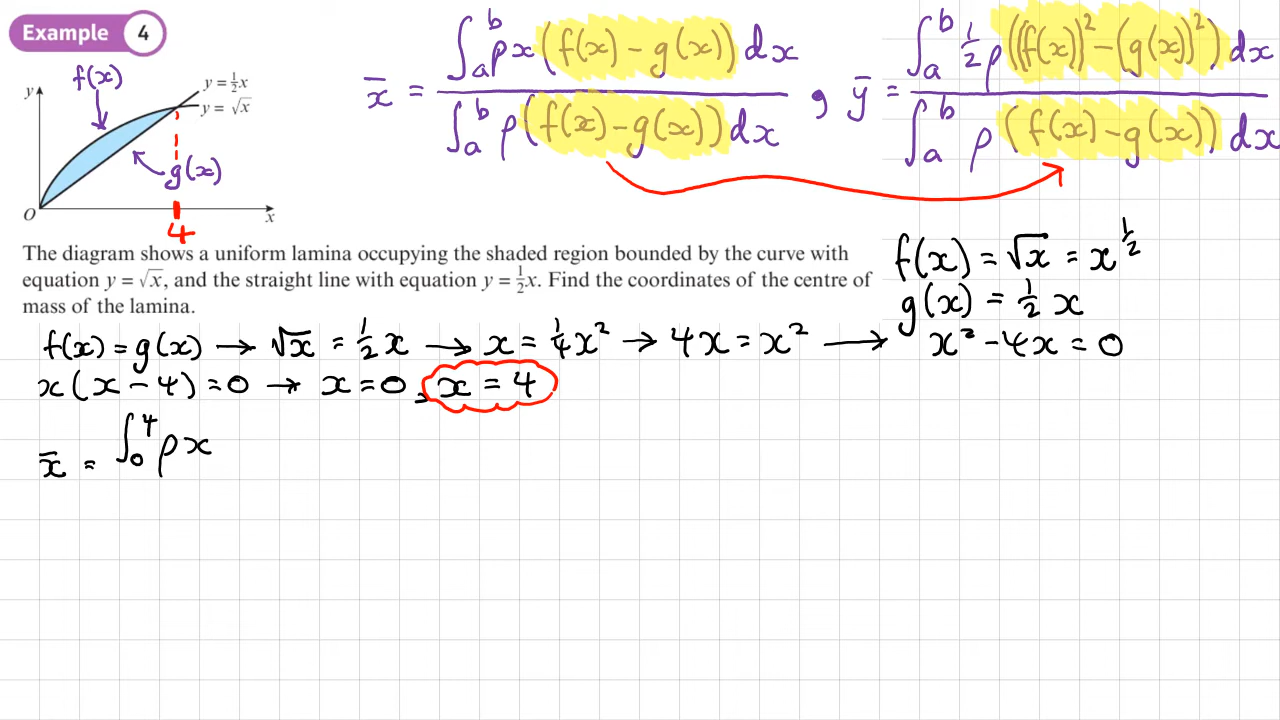 Example 4
x̄ = ∫ₐᵇ ρx(f(x) - g(x)) dx / ∫ₐᵇ ρ(f(x) - g(x)) dx , ȳ = ∫ₐᵇ ½ρ((f(x))² - (g(x))²) dx / ∫ₐᵇ ρ (f(x) - g(x)) dx
f(x)
y
y = ½x
y = √x
g(x)
O
x
4
The diagram shows a uniform lamina occupying the shaded region bounded by the curve with
equation y = √x, and the straight line with equation y = ½x. Find the coordinates of the centre of
mass of the lamina.
f(x) = √x = x^½
g(x) = ½ x
f(x) = g(x) → √x = ½x → x = ¼x² → 4x = x² → x² - 4x = 0
x(x - 4) = 0 → x = 0, x = 4
x̄ = ∫₀⁴ ρx